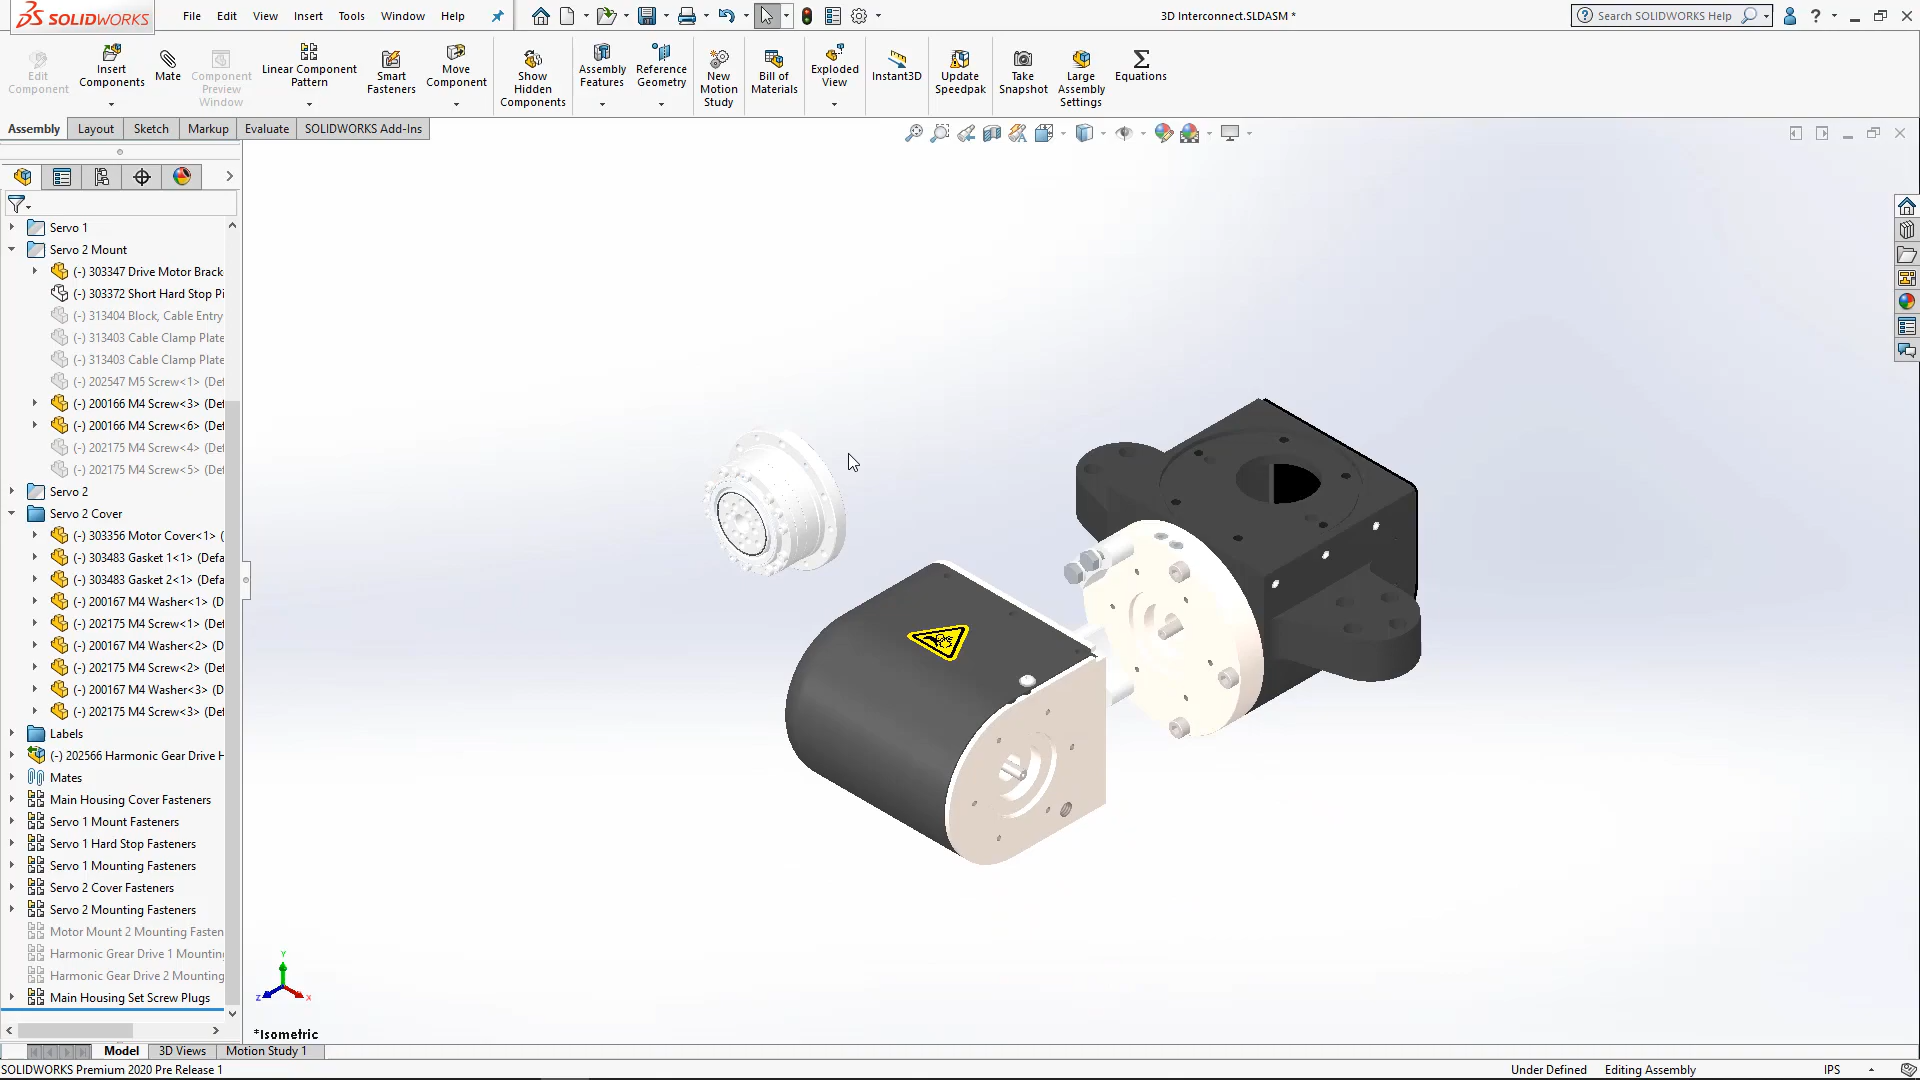 SOLIDWORKS
File Edit View Insert Tools Window Help
3D Interconnect.SLDASM *
Search SOLIDWORKS Help
Edit Component
Insert Components
Mate
Component Preview Window
Linear Component Pattern
Smart Fasteners
Move Component
Show Hidden Components
Assembly Features
Reference Geometry
New Motion Study
Bill of Materials
Exploded View
Instant3D
Update Speedpak
Take Snapshot
Large Assembly Settings
Equations
Assembly Layout Sketch Markup Evaluate SOLIDWORKS Add-Ins
Servo 1
Servo 2 Mount
(-) 303347 Drive Motor Brack
(-) 303372 Short Hard Stop Pi
(-) 313404 Block, Cable Entry
(-) 313403 Cable Clamp Plate
(-) 313403 Cable Clamp Plate
(-) 202547 M5 Screw<1> (Def
(-) 200166 M4 Screw<3> (Def
(-) 200166 M4 Screw<6> (Def
(-) 202175 M4 Screw<4> (Def
(-) 202175 M4 Screw<5> (Def
Servo 2
Servo 2 Cover
(-) 303356 Motor Cover<1> (
(-) 303483 Gasket 1<1> (Defa
(-) 303483 Gasket 2<1> (Defa
(-) 200167 M4 Washer<1> (D
(-) 202175 M4 Screw<1> (Def
(-) 200167 M4 Washer<2> (D
(-) 202175 M4 Screw<2> (Def
(-) 200167 M4 Washer<3> (D
(-) 202175 M4 Screw<3> (Def
Labels
(-) 202566 Harmonic Gear Drive H
Mates
Main Housing Cover Fasteners
Servo 1 Mount Fasteners
Servo 1 Hard Stop Fasteners
Servo 1 Mounting Fasteners
Servo 2 Cover Fasteners
Servo 2 Mounting Fasteners
Motor Mount 2 Mounting Fasten
Harmonic Grear Drive 1 Mounting
Harmonic Gear Drive 2 Mounting
Main Housing Set Screw Plugs
Y
Z X
*Isometric
Model 3D Views Motion Study 1
SOLIDWORKS Premium 2020 Pre Release 1
Under Defined Editing Assembly IPS